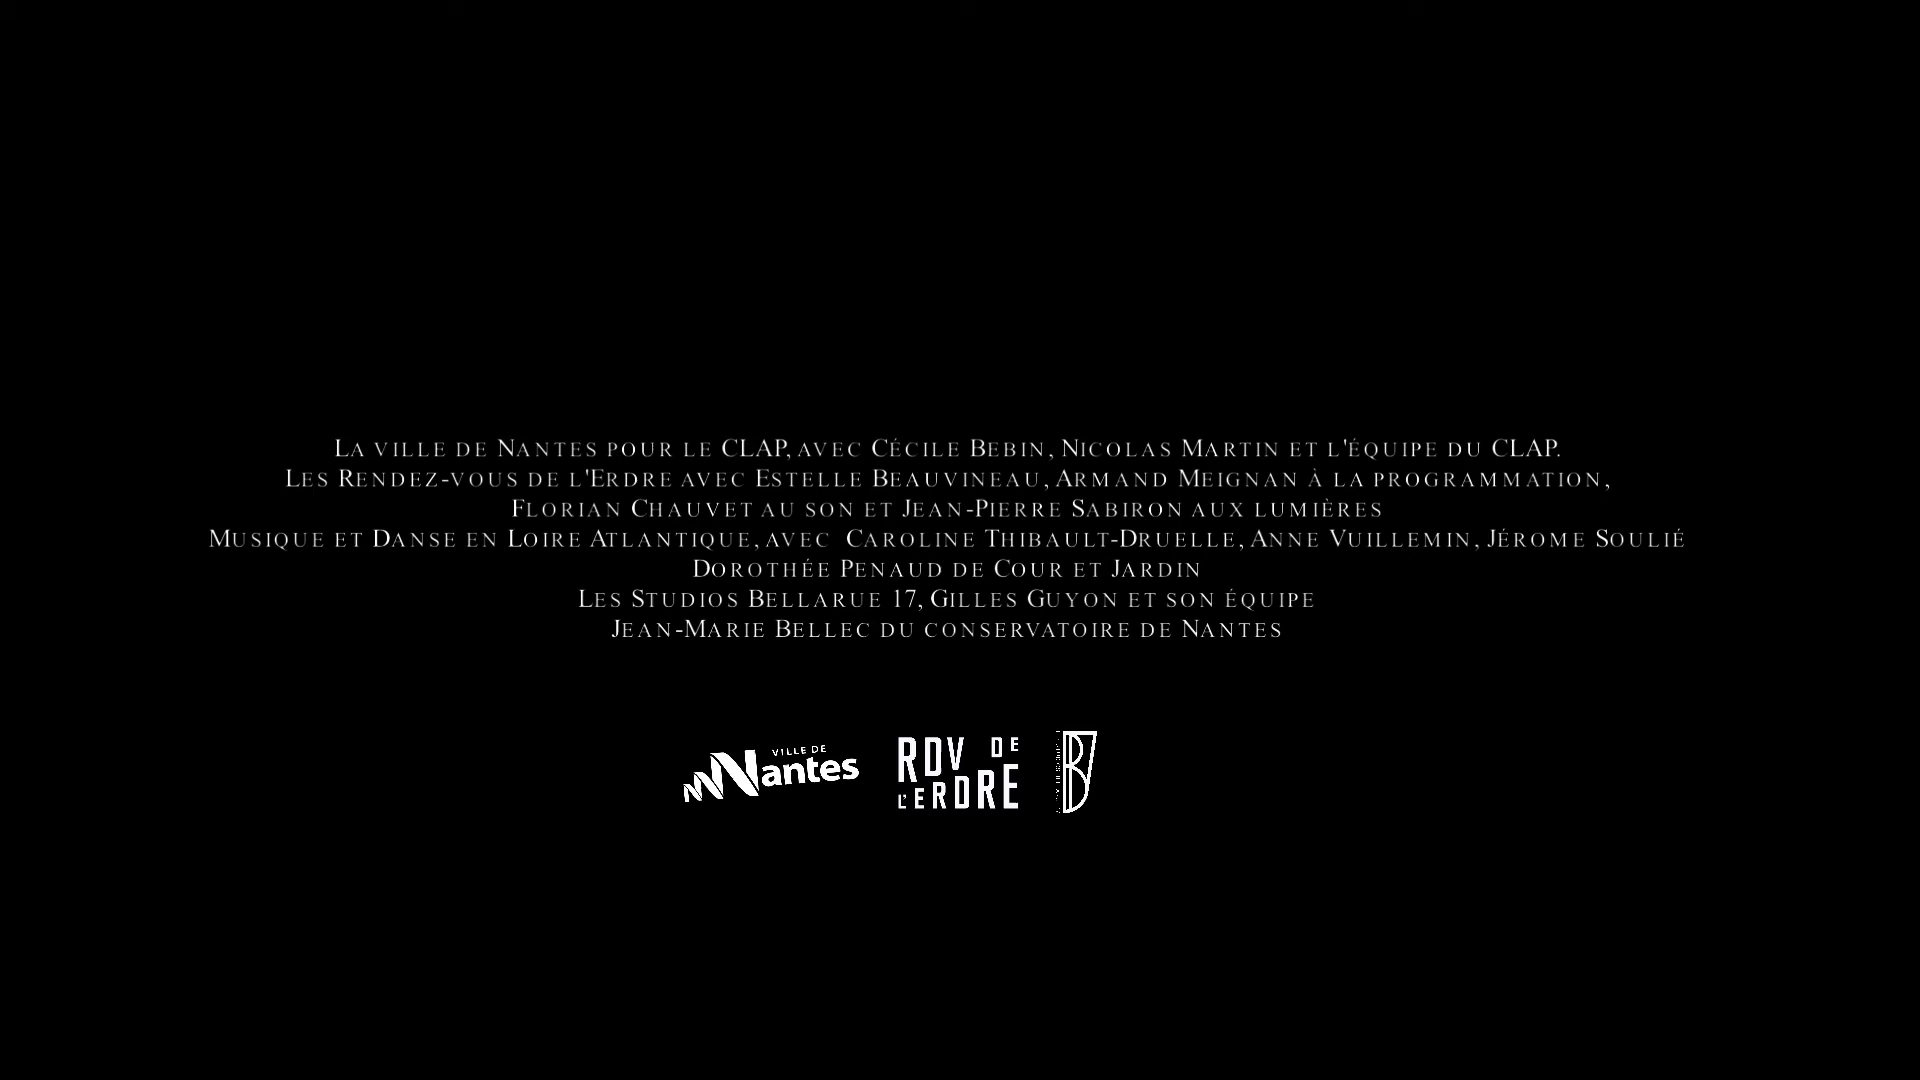 La ville de Nantes pour le CLAP, avec Cécile Bebin, Nicolas Martin et l'équipe du CLAP.
Les Rendez-vous de l'Erdre avec Estelle Beauvineau, Armand Meignan à la programmation,
Florian Chauvet au son et Jean-Pierre Sabiron aux lumières
Musique et Danse en Loire Atlantique, avec  Caroline Thibault-Druelle, Anne Vuillemin, Jérome Soulié
Dorothée Penaud de Cour et Jardin
Les Studios Bellarue 17, Gilles Guyon et son équipe
Jean-Marie Bellec du conservatoire de Nantes
VILLE DE
Nantes
RDV DE
L'ERDRE